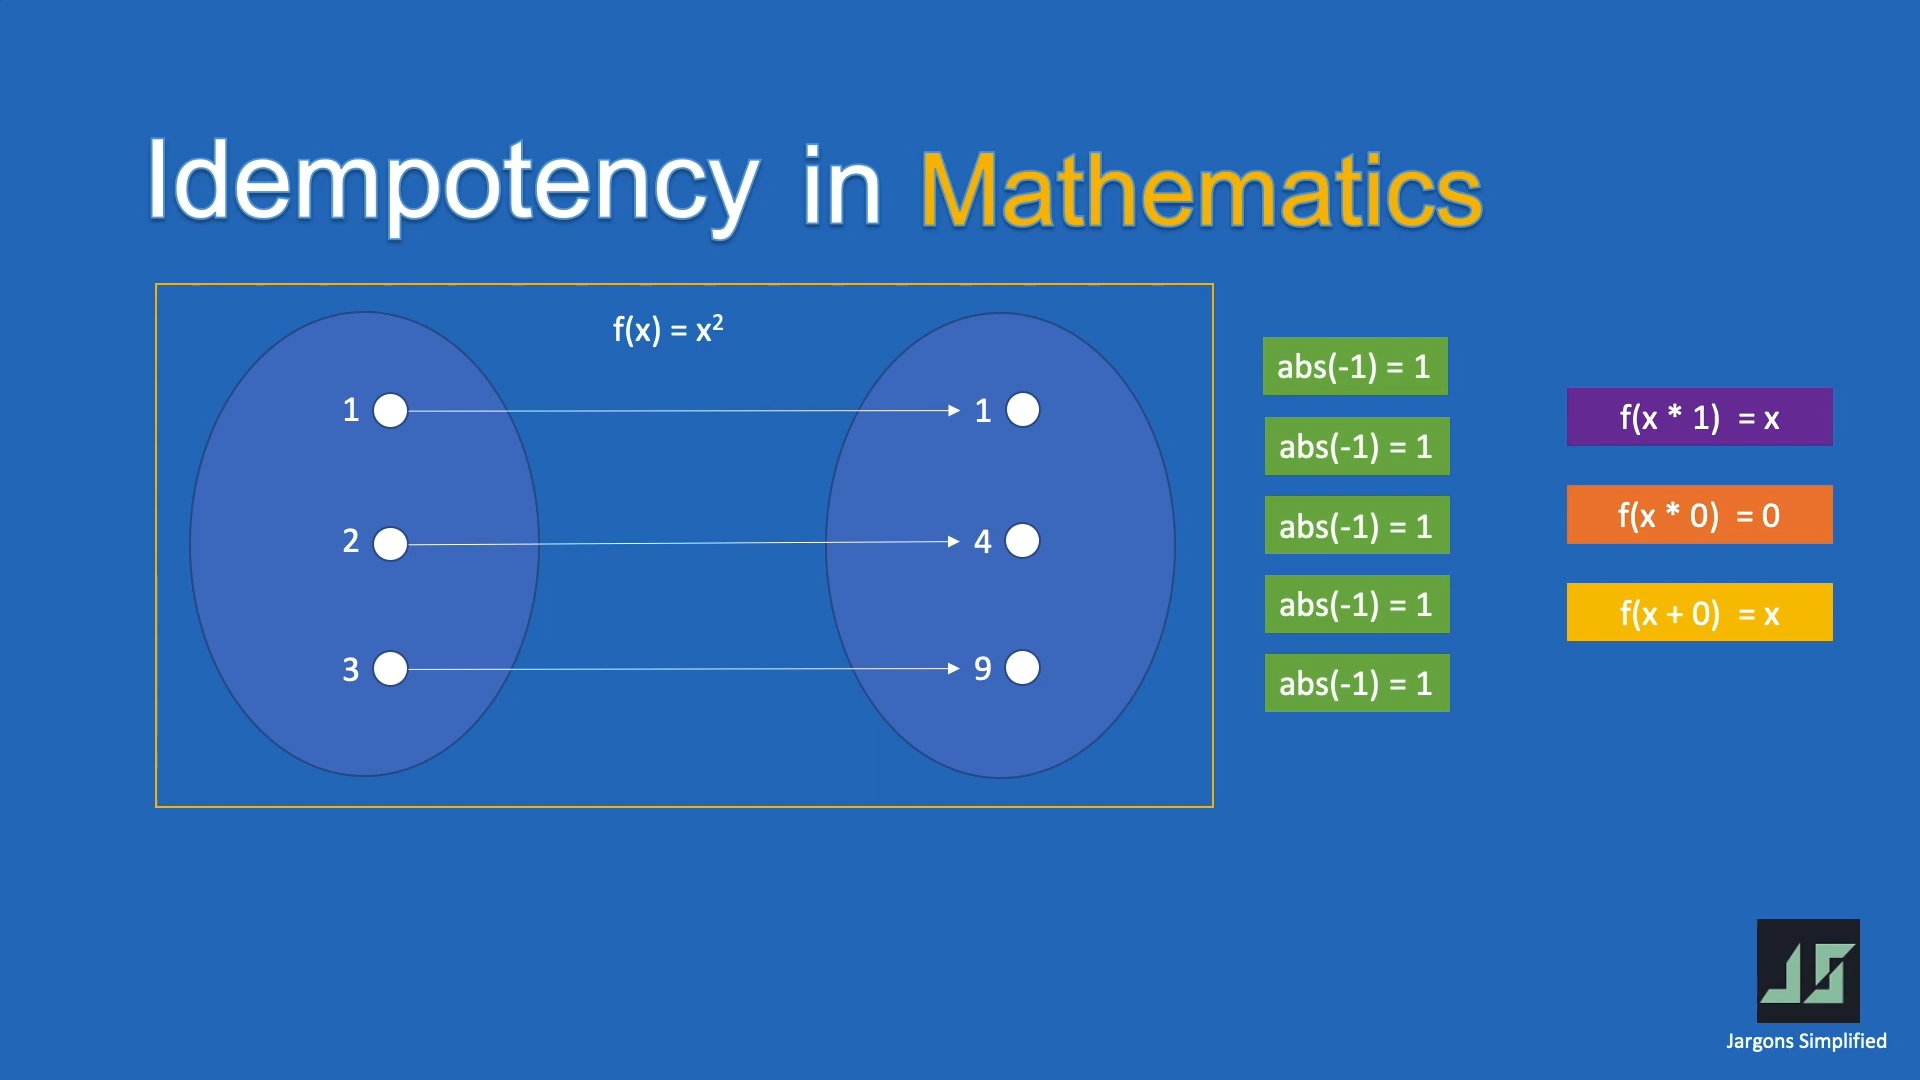 Idempotency in Mathematics
f(x) = x²
1
1
2
4
3
9
abs(-1) = 1
abs(-1) = 1
abs(-1) = 1
abs(-1) = 1
abs(-1) = 1
f(x * 1) = x
f(x * 0) = 0
f(x + 0) = x
JS
Jargons Simplified